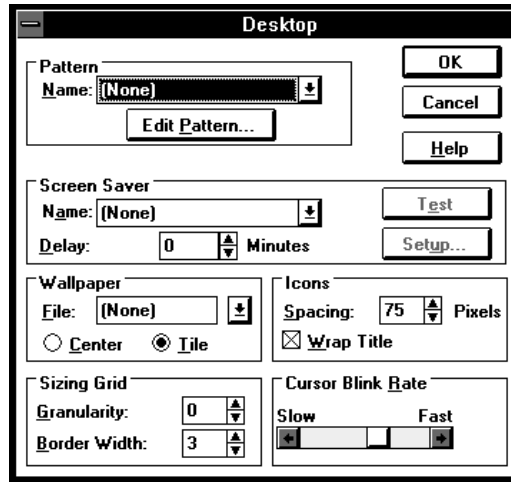 Desktop
Pattern
Name: (None)
Edit Pattern...
OK
Cancel
Help
Screen Saver
Name: (None)
Delay: 0 Minutes
Test
Setup...
Wallpaper
File: (None)
Center Tile
Icons
Spacing: 75 Pixels
Wrap Title
Sizing Grid
Granularity: 0
Border Width: 3
Cursor Blink Rate
Slow Fast